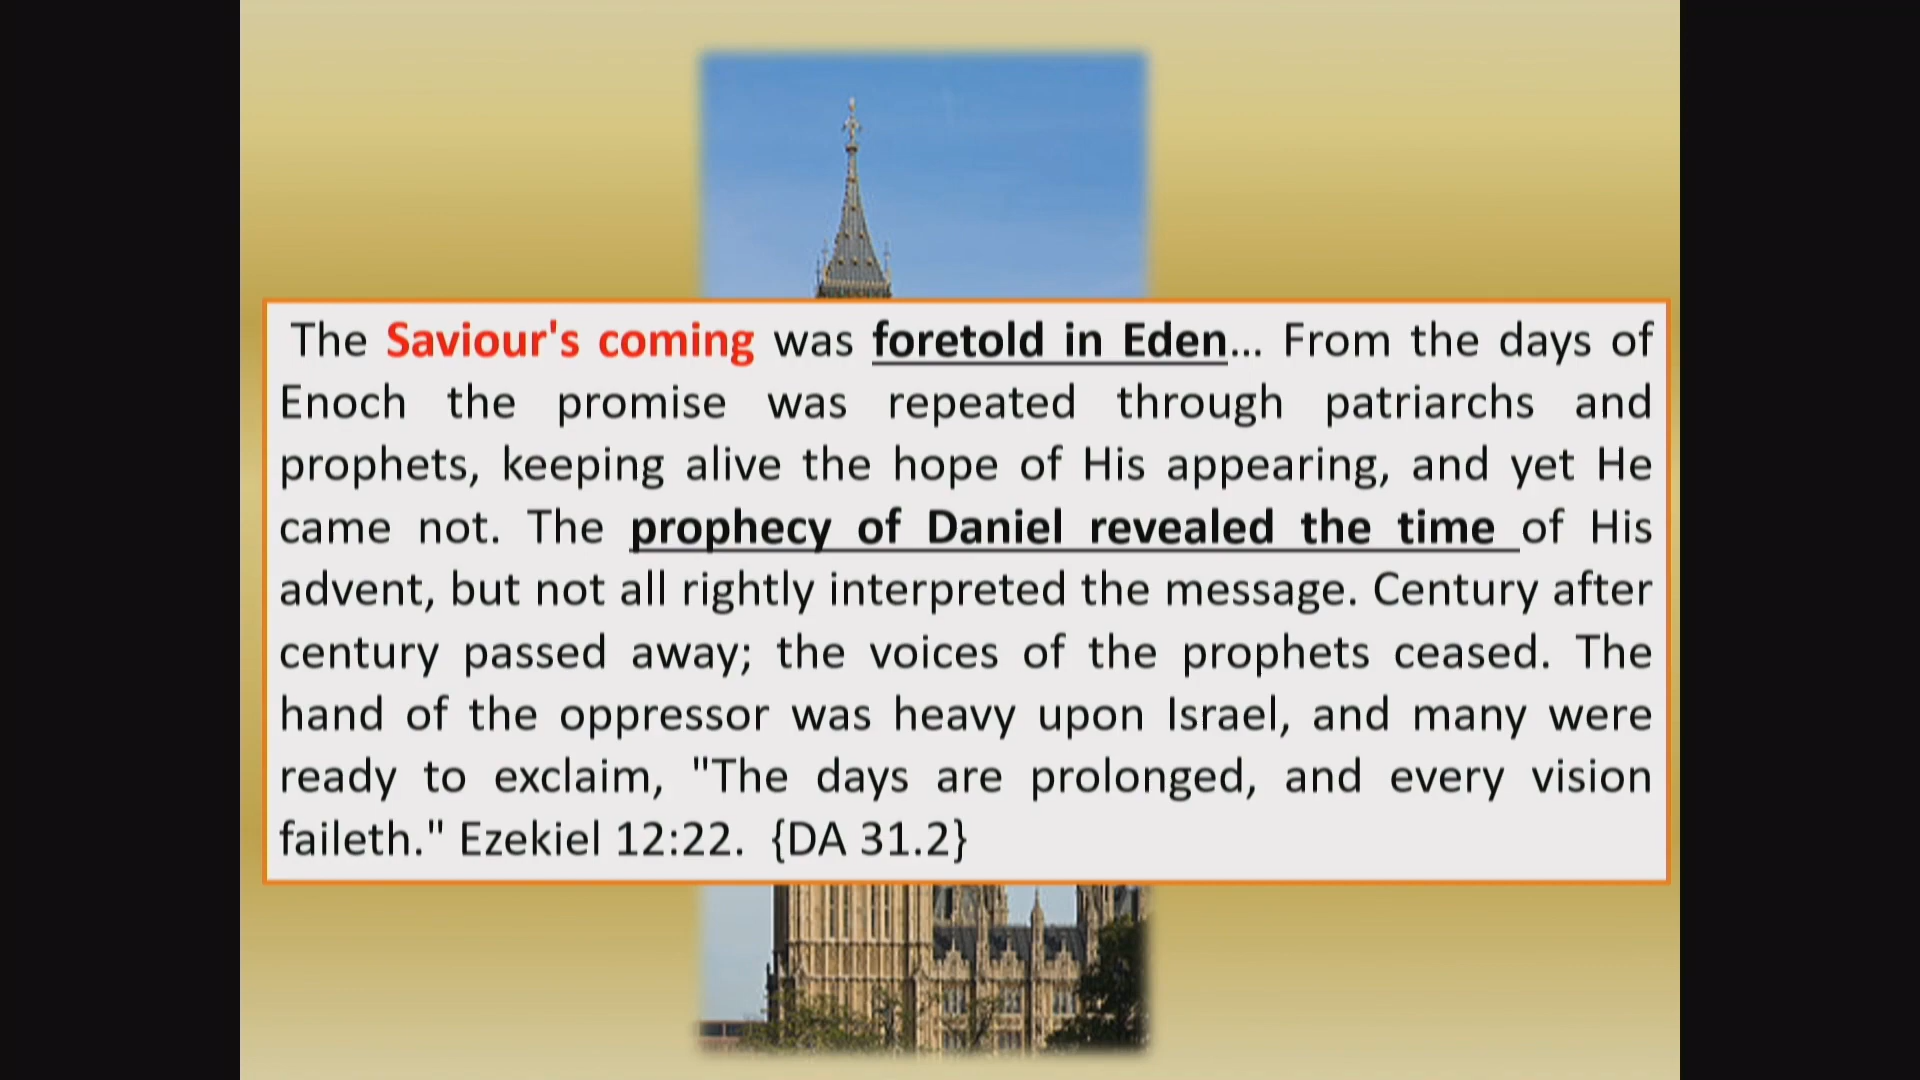 The Saviour's coming was foretold in Eden... From the days of
Enoch the promise was repeated through patriarchs and
prophets, keeping alive the hope of His appearing, and yet He
came not. The prophecy of Daniel revealed the time of His
advent, but not all rightly interpreted the message. Century after
century passed away; the voices of the prophets ceased. The
hand of the oppressor was heavy upon Israel, and many were
ready to exclaim, "The days are prolonged, and every vision
faileth." Ezekiel 12:22. {DA 31.2}